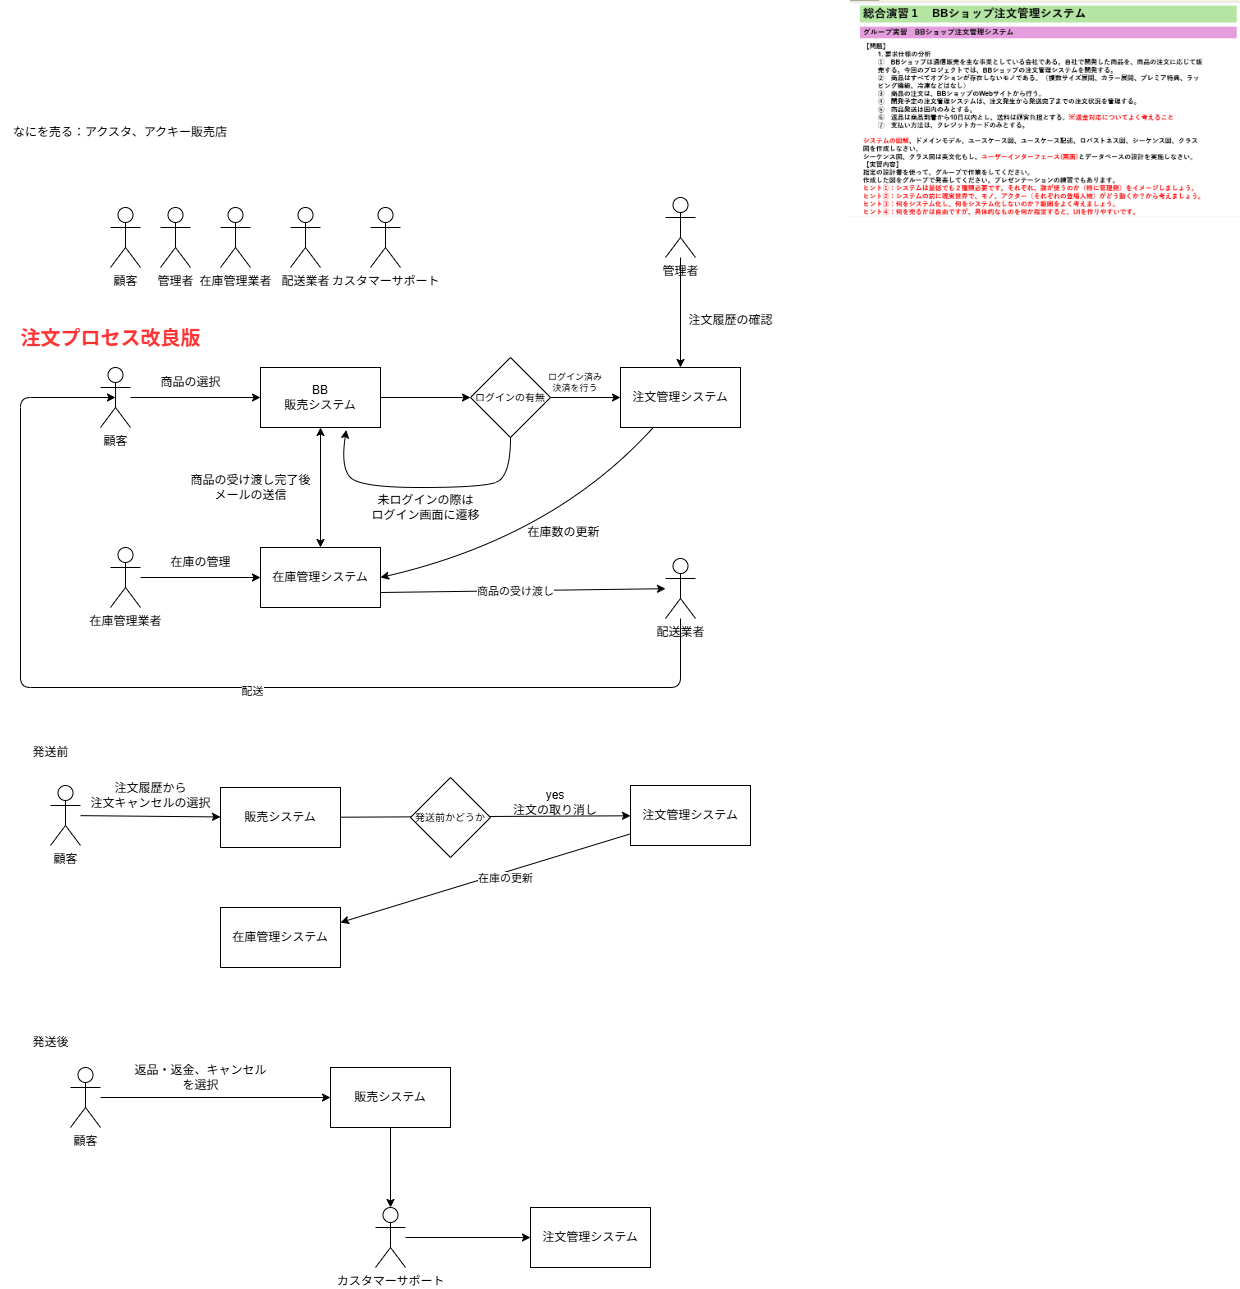 総合演習１　BBショップ注文管理システム
グループ実習　BBショップ注文管理システム
【問題】
1. 要求仕様の分析
①　BBショップは通信販売を主な事業としている会社である。自社で開発した商品を、商品の注文に応じて販
売する。今回のプロジェクトでは、BBショップの注文管理システムを開発する。
②　商品はすべてオプションが存在しないモノである。（複数サイズ展開、カラー展開、プレミア特典、ラッ
ピング機能、冷凍などはなし）
③　商品の注文は、BBショップのWebサイトから行う。
④　開発予定の注文管理システムは、注文発生から発送完了までの注文状況を管理する。
⑤　商品発送は国内のみとする。
⑥　返品は商品到着から10日以内とし、送料は顧客負担とする。※返金対応についてよく考えること
⑦　支払い方法は、クレジットカードのみとする。
システムの図解、ドメインモデル、ユースケース図、ユースケース記述、ロバストネス図、シーケンス図、クラス
図を作成しなさい。
シーケンス図、クラス図は英文化もし、ユーザーインターフェース(画面)とデータベースの設計を実施しなさい。
【実習内容】
指定の設計書を使って、グループで作業をしてください。
作成した図をグループで発表してください。プレゼンテーションの練習でもあります。
ヒント①：システムは最低でも２種類必要です。それぞれ、誰が使うのか（特に管理側）をイメージしましょう。
ヒント②：システムの前に現実世界で、モノ、アクター（それぞれの登場人物）がどう動くか？から考えましょう。
ヒント③：何をシステム化し、何をシステム化しないのか？範囲をよく考えましょう。
ヒント④：何を売るかは自由ですが、具体的なものを何か指定すると、UIを作りやすいです。
なにを売る：アクスタ、アクキー販売店
顧客
管理者
在庫管理業者
配送業者
カスタマーサポート
管理者
注文履歴の確認
注文プロセス改良版
顧客
商品の選択
BB
販売システム
ログインの有無
ログイン済み
決済を行う
注文管理システム
商品の受け渡し完了後
メールの送信
未ログインの際は
ログイン画面に遷移
在庫数の更新
在庫管理業者
在庫の管理
在庫管理システム
商品の受け渡し
配送業者
配送
発送前
顧客
注文履歴から
注文キャンセルの選択
販売システム
発送前かどうか
yes
注文の取り消し
注文管理システム
在庫の更新
在庫管理システム
発送後
顧客
返品・返金、キャンセル
を選択
販売システム
カスタマーサポート
注文管理システム